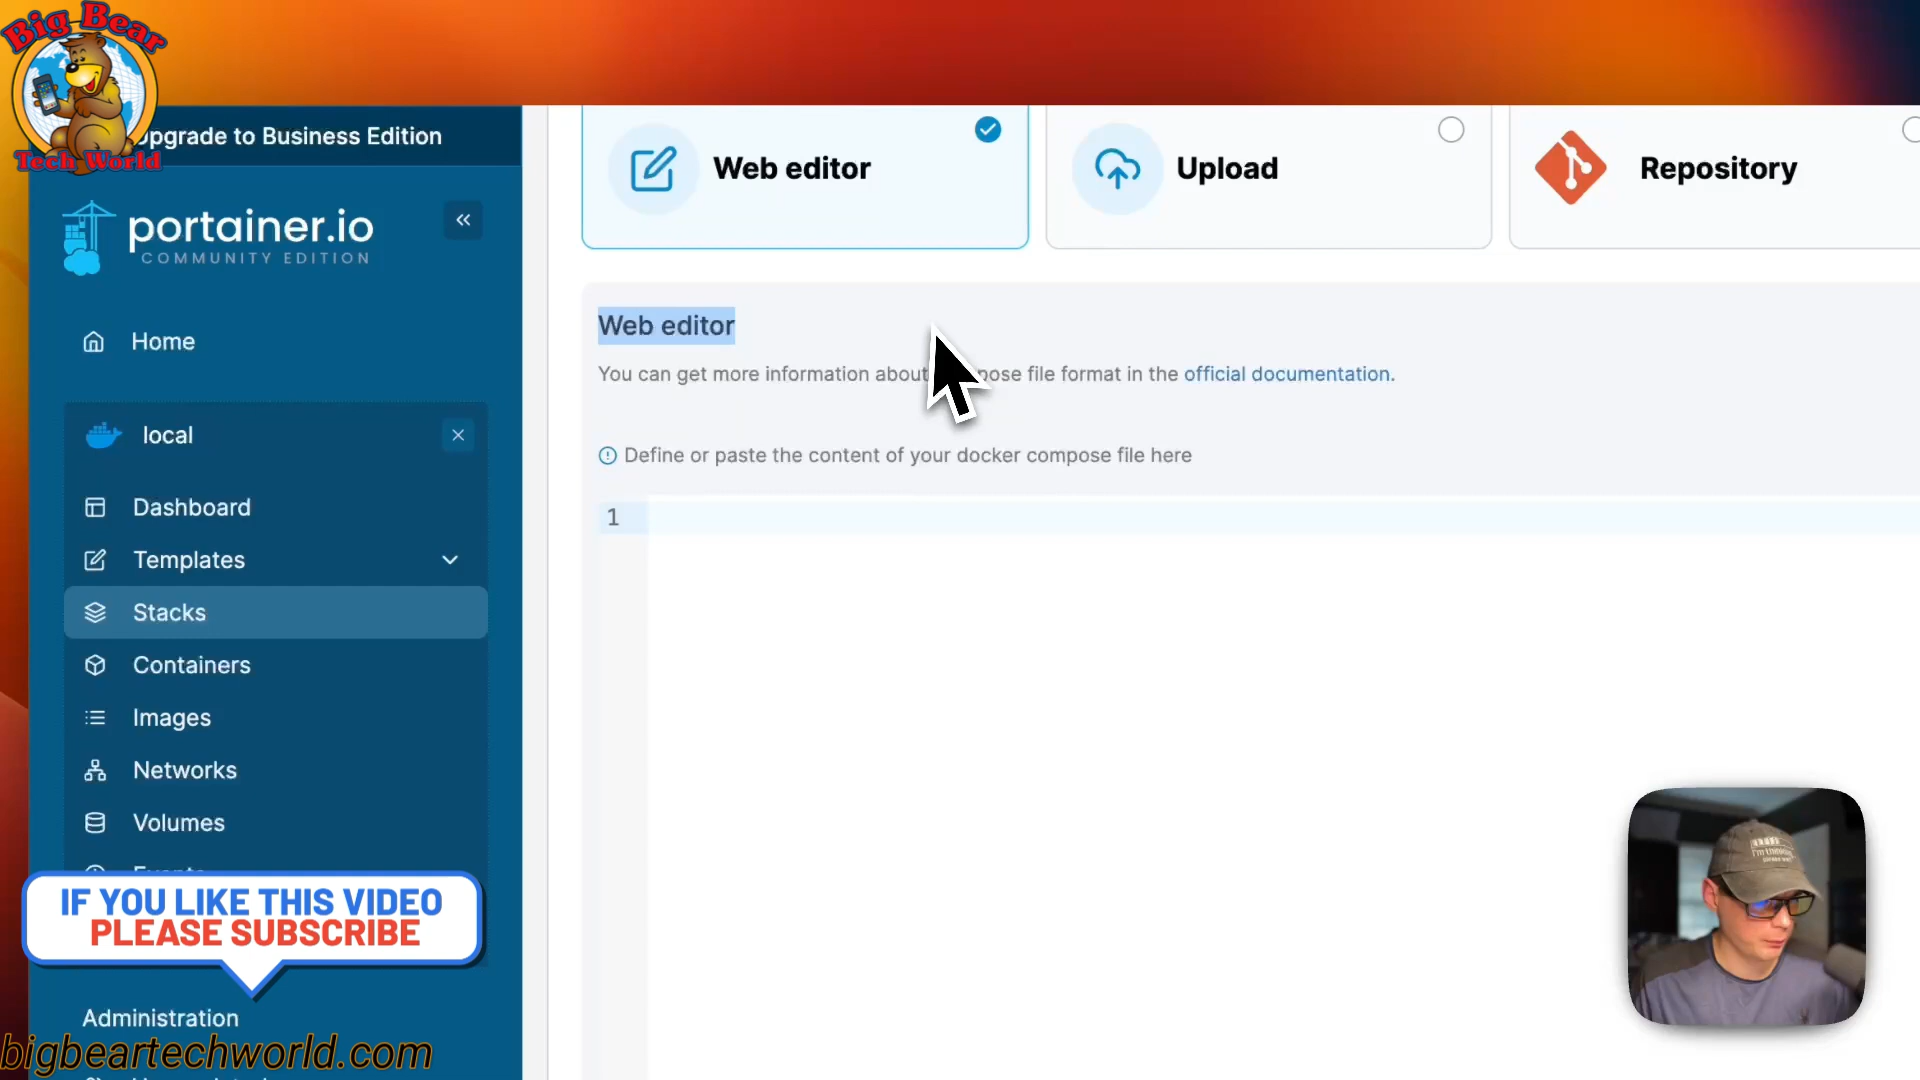 Big Bear
Tech World
Upgrade to Business Edition
portainer.io
COMMUNITY EDITION
Home
local
Dashboard
Templates
Stacks
Containers
Images
Networks
Volumes
Events
IF YOU LIKE THIS VIDEO
PLEASE SUBSCRIBE
Administration
bigbeartechworld.com
Web editor
Upload
Repository
Web editor
You can get more information about pose file format in the official documentation.
Define or paste the content of your docker compose file here
1